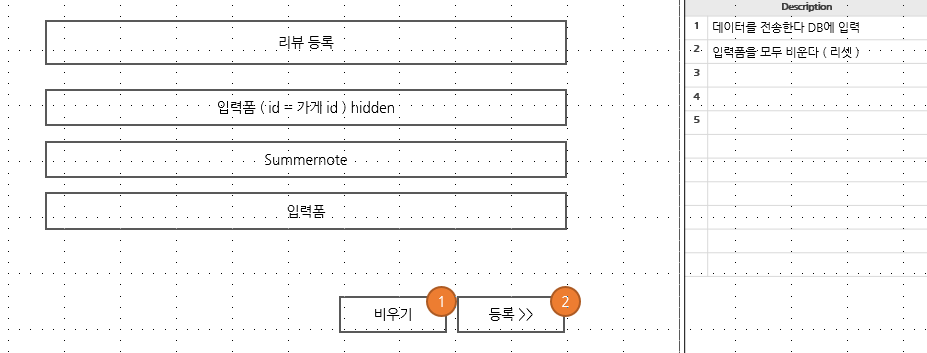 리뷰 등록
입력폼 ( id = 가게 id ) hidden
Summernote
입력폼
비우기
1
등록 >>
2
Description
1 데이터를 전송한다 DB에 입력
2 입력폼을 모두 비운다 ( 리셋 )
3
4
5